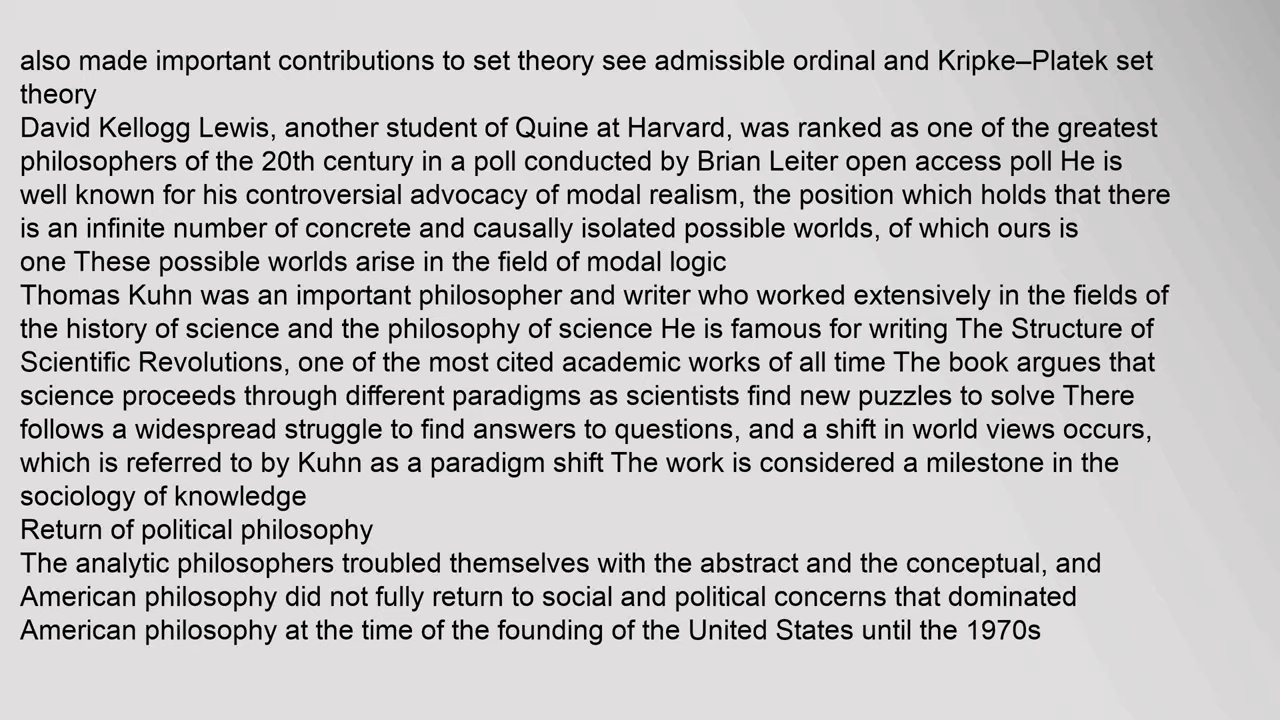 also made important contributions to set theory see admissible ordinal and Kripke–Platek set
theory
David Kellogg Lewis, another student of Quine at Harvard, was ranked as one of the greatest
philosophers of the 20th century in a poll conducted by Brian Leiter open access poll He is
well known for his controversial advocacy of modal realism, the position which holds that there
is an infinite number of concrete and causally isolated possible worlds, of which ours is
one These possible worlds arise in the field of modal logic
Thomas Kuhn was an important philosopher and writer who worked extensively in the fields of
the history of science and the philosophy of science He is famous for writing The Structure of
Scientific Revolutions, one of the most cited academic works of all time The book argues that
science proceeds through different paradigms as scientists find new puzzles to solve There
follows a widespread struggle to find answers to questions, and a shift in world views occurs,
which is referred to by Kuhn as a paradigm shift The work is considered a milestone in the
sociology of knowledge
Return of political philosophy
The analytic philosophers troubled themselves with the abstract and the conceptual, and
American philosophy did not fully return to social and political concerns that dominated
American philosophy at the time of the founding of the United States until the 1970s